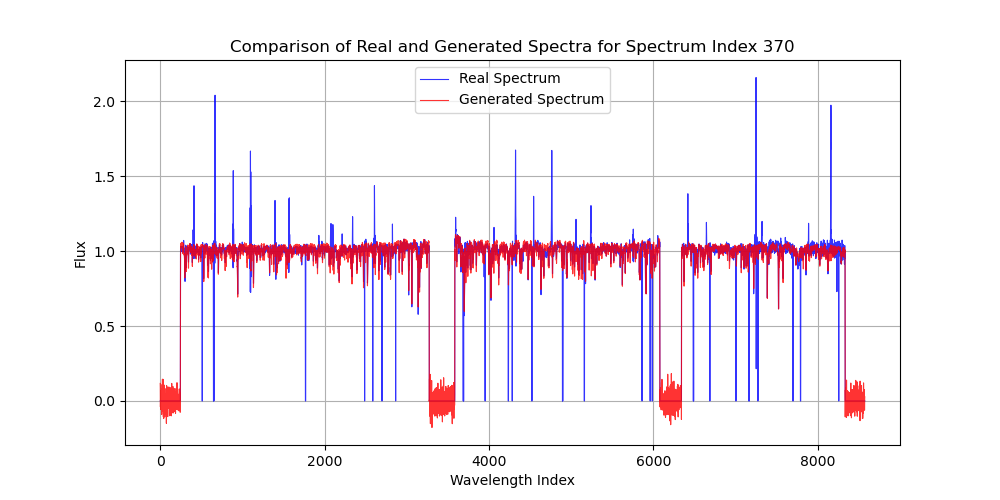 Comparison of Real and Generated Spectra for Spectrum Index 370
Real Spectrum
Generated Spectrum
2.0
1.5
1.0
0.5
0.0
Flux
0 2000 4000 6000 8000
Wavelength Index